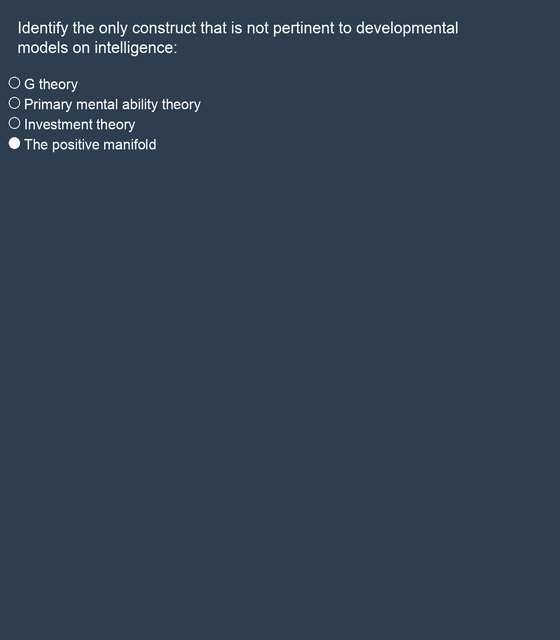 Identify the only construct that is not pertinent to developmental
models on intelligence:
G theory
Primary mental ability theory
Investment theory
The positive manifold